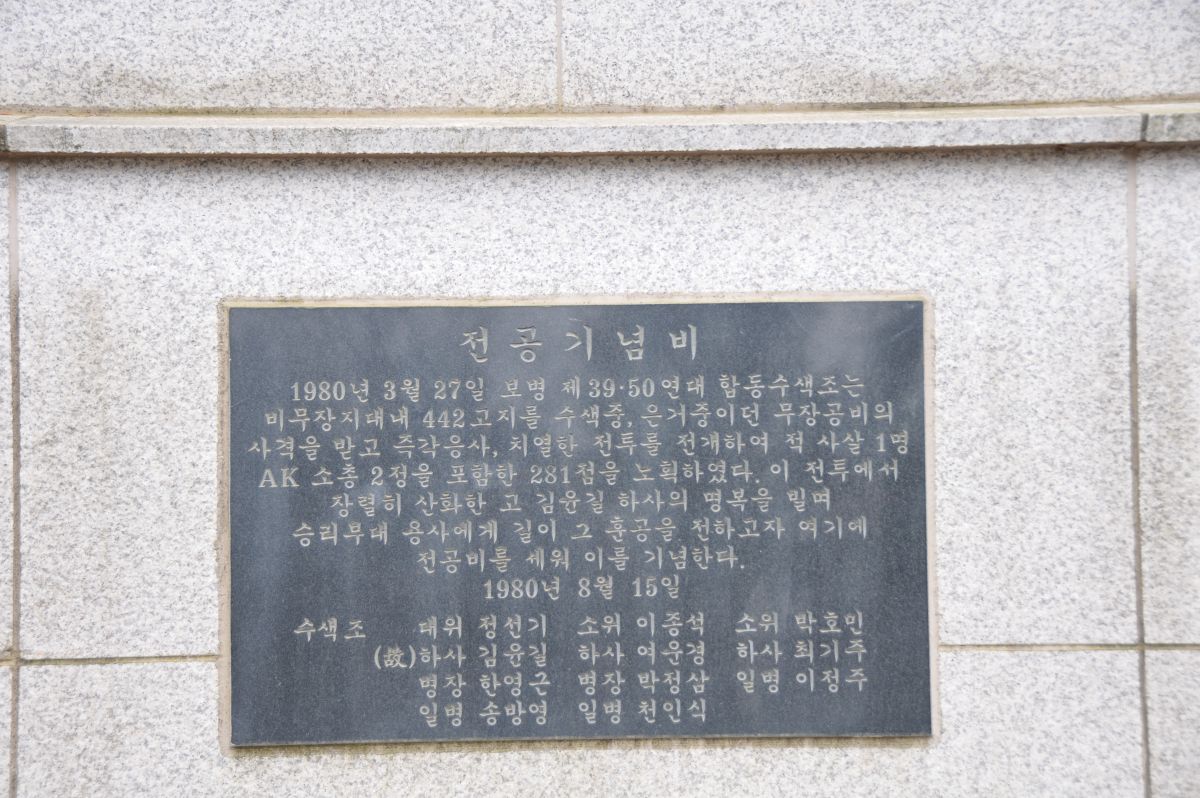 전공기념비
1980년 3월 27일 보병 제39·50연대 합동수색조는
비무장지대내 442고지를 수색중, 은거중이던 무장공비의
사격을 받고 즉각응사, 치열한 전투를 전개하여 적 사살 1명
AK 소총 2정을 포함한 281점을 노획하였다. 이 전투에서
장렬히 산화한 고 김윤길 하사의 명복을 빌며
승리부대 용사에게 길이 그 훈공을 전하고자 여기에
전공비를 세워 이를 기념한다.
1980년 8월 15일
수색조 대위 정선기 소위 이종석 소위 박호민
(故)하사 김윤길 하사 여운경 하사 최기주
병장 한영근 병장 박정삼 일병 이정주
일병 송방영 일병 천인식